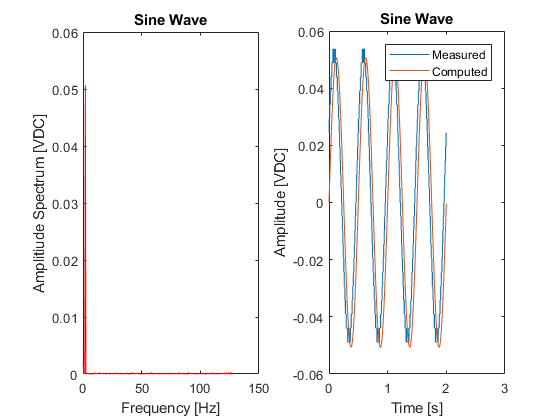 Sine Wave
0.06
0.05
0.04
0.03
0.02
0.01
0
0
50
100
150
Amplitiude Spectrum [VDC]
Frequency [Hz]
Sine Wave
0.06
0.04
0.02
0
-0.02
-0.04
-0.06
0
1
2
3
Amplitude [VDC]
Time [s]
Measured
Computed